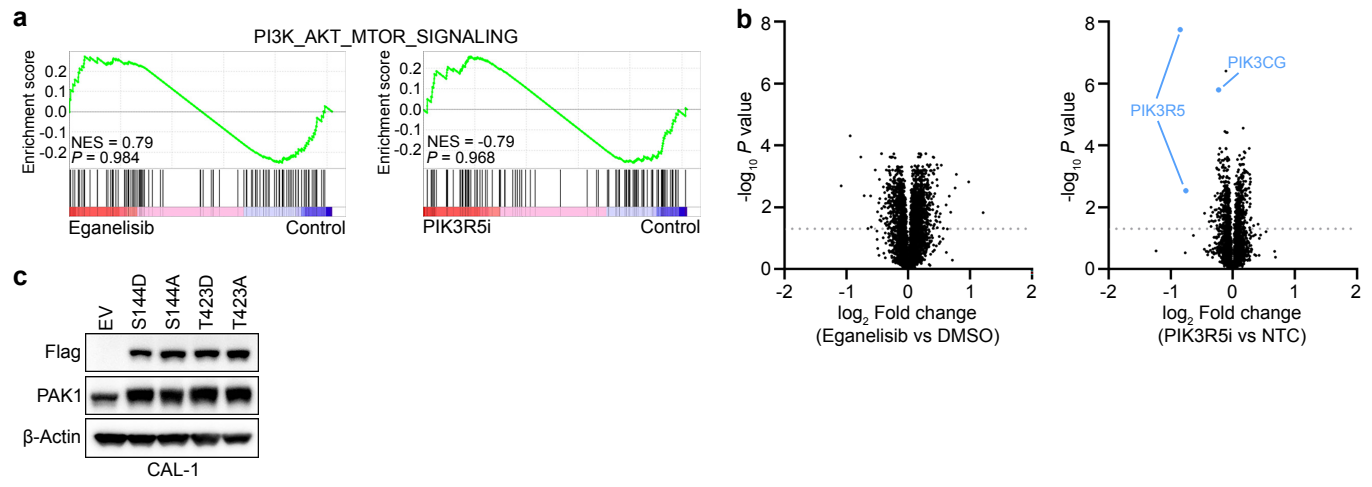 a
PI3K_AKT_MTOR_SIGNALING
Enrichment score
0.2
0.1
0.0
-0.1
-0.2
NES = 0.79
P = 0.984
Eganelisib Control
Enrichment score
0.2
0.1
0.0
-0.1
-0.2
NES = -0.79
P = 0.968
PIK3R5i Control
b
-log10 P value
8
6
4
2
0
-2 -1 0 1 2
log2 Fold change
(Eganelisib vs DMSO)
-log10 P value
8
6
4
2
0
PIK3CG
PIK3R5
-2 -1 0 1 2
log2 Fold change
(PIK3R5i vs NTC)
c
EV S144D S144A T423D T423A
Flag
PAK1
β-Actin
CAL-1